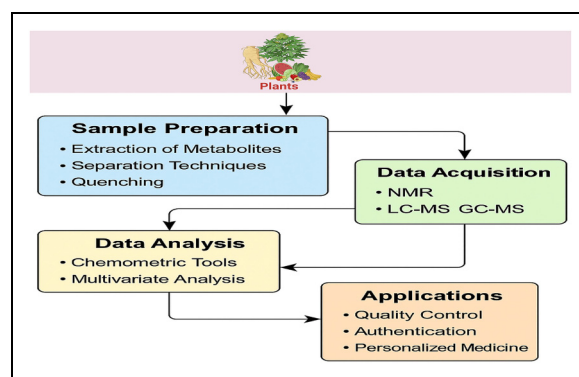 Plants
Sample Preparation
• Extraction of Metabolites
• Separation Techniques
• Quenching
Data Acquisition
• NMR
• LC-MS GC-MS
Data Analysis
• Chemometric Tools
• Multivariate Analysis
Applications
• Quality Control
• Authentication
• Personalized Medicine